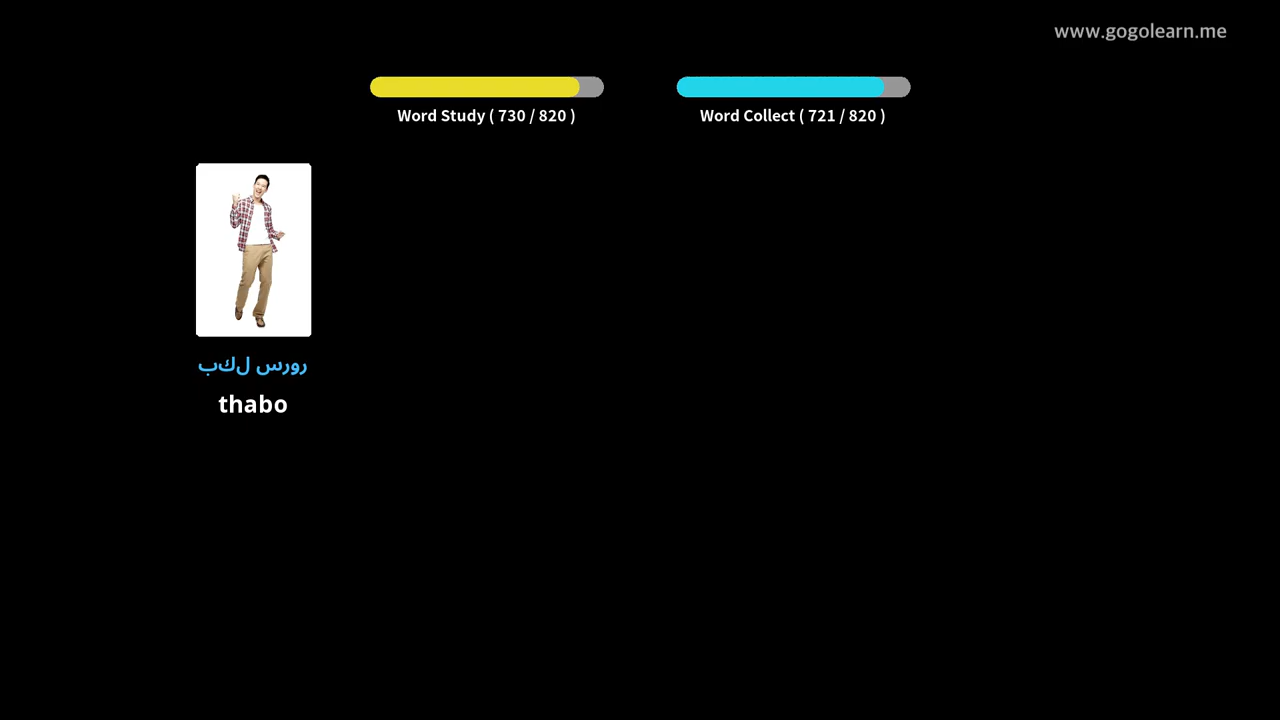 www.gogolearn.me
Word Study ( 730 / 820 )
Word Collect ( 721 / 820 )
بكل سرور
thabo